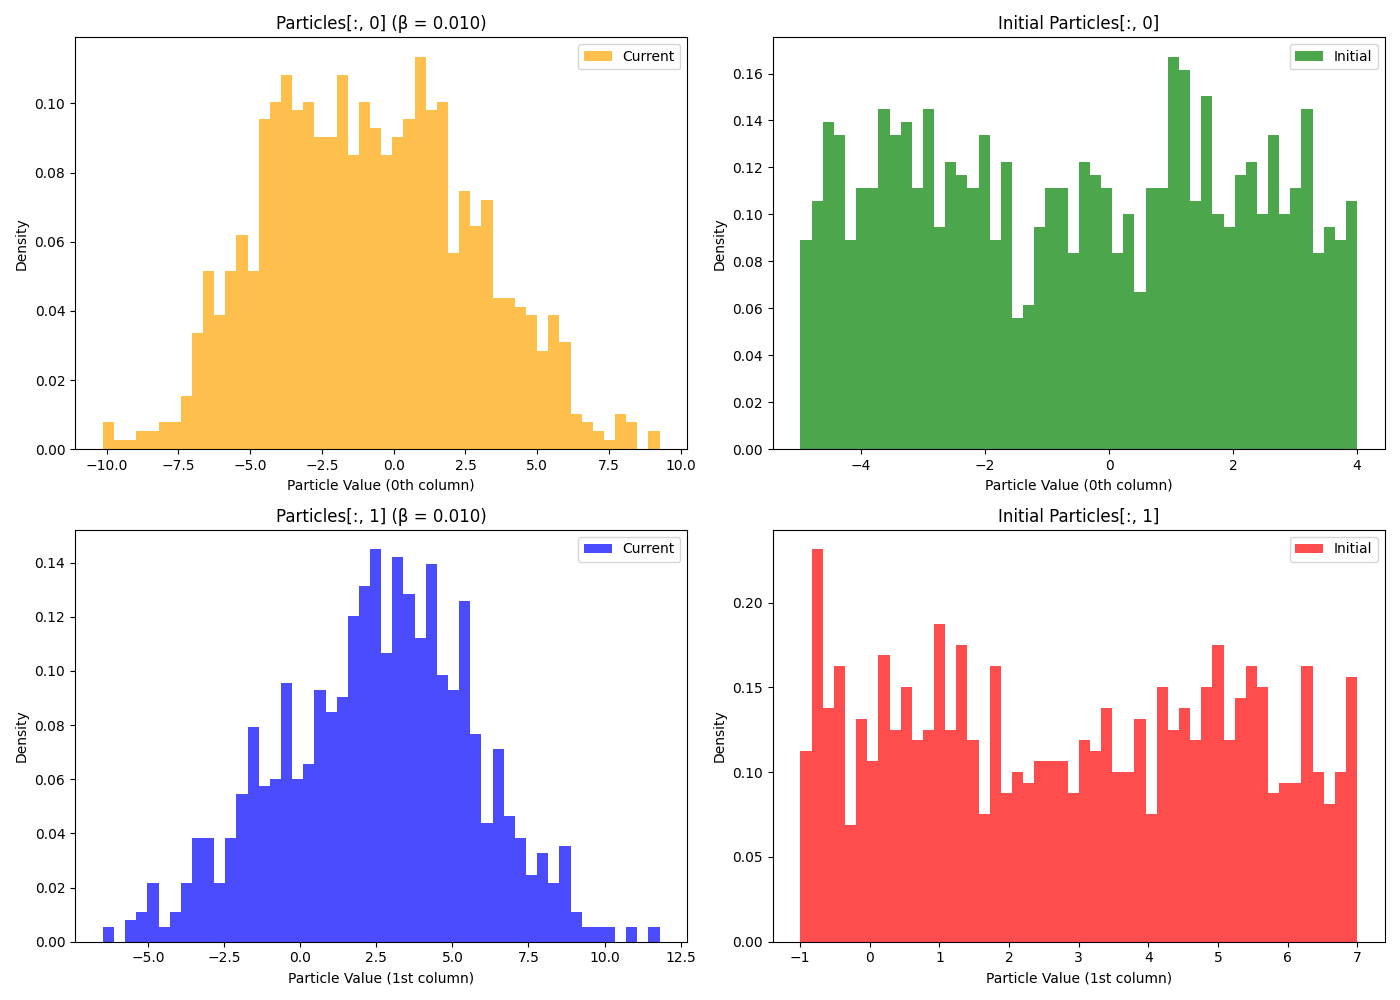 Particles[:, 0] (β = 0.010)
Current
Density
0.10
0.08
0.06
0.04
0.02
0.00
−10.0 −7.5 −5.0 −2.5 0.0 2.5 5.0 7.5 10.0
Particle Value (0th column)
Initial Particles[:, 0]
Initial
Density
0.16
0.14
0.12
0.10
0.08
0.06
0.04
0.02
0.00
−4 −2 0 2 4
Particle Value (0th column)
Particles[:, 1] (β = 0.010)
Current
Density
0.14
0.12
0.10
0.08
0.06
0.04
0.02
0.00
−5.0 −2.5 0.0 2.5 5.0 7.5 10.0 12.5
Particle Value (1st column)
Initial Particles[:, 1]
Initial
Density
0.20
0.15
0.10
0.05
0.00
−1 0 1 2 3 4 5 6 7
Particle Value (1st column)